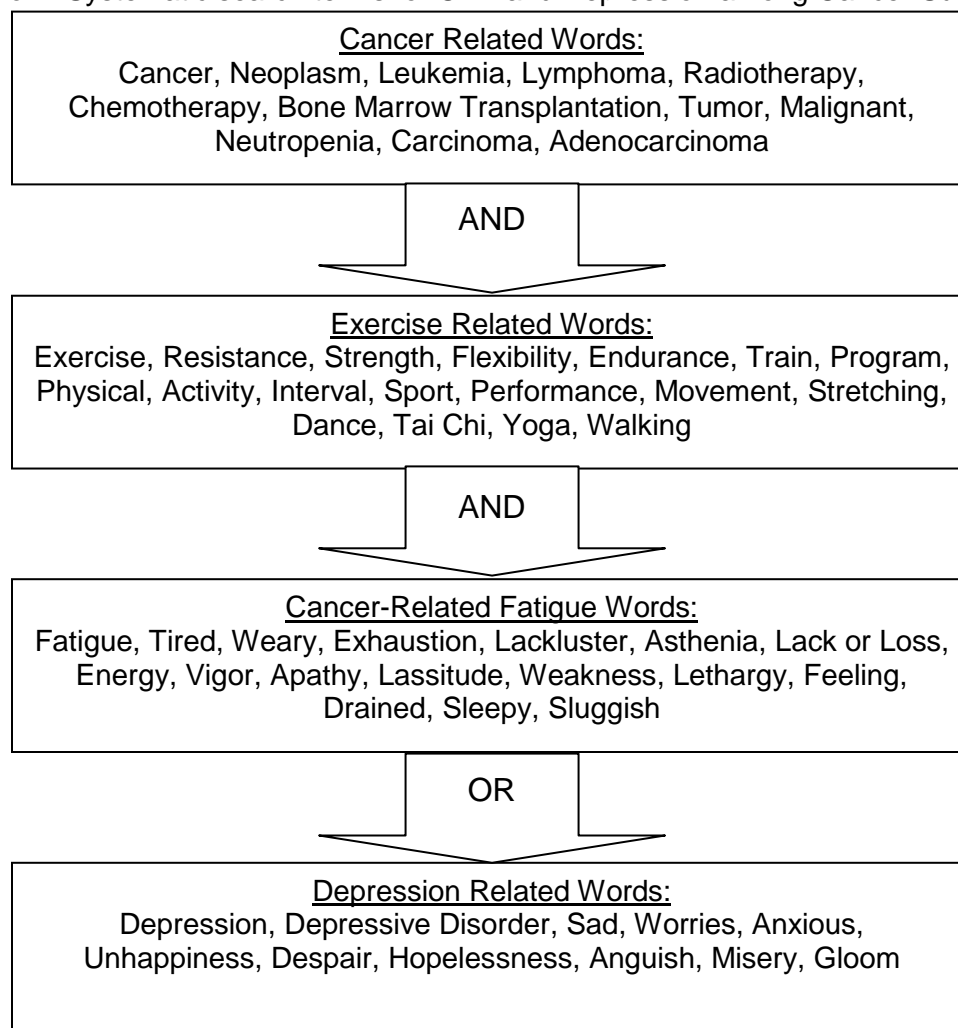 Cancer Related Words:
Cancer, Neoplasm, Leukemia, Lymphoma, Radiotherapy,
Chemotherapy, Bone Marrow Transplantation, Tumor, Malignant,
Neutropenia, Carcinoma, Adenocarcinoma
AND
Exercise Related Words:
Exercise, Resistance, Strength, Flexibility, Endurance, Train, Program,
Physical, Activity, Interval, Sport, Performance, Movement, Stretching,
Dance, Tai Chi, Yoga, Walking
AND
Cancer-Related Fatigue Words:
Fatigue, Tired, Weary, Exhaustion, Lackluster, Asthenia, Lack or Loss,
Energy, Vigor, Apathy, Lassitude, Weakness, Lethargy, Feeling,
Drained, Sleepy, Sluggish
OR
Depression Related Words:
Depression, Depressive Disorder, Sad, Worries, Anxious,
Unhappiness, Despair, Hopelessness, Anguish, Misery, Gloom